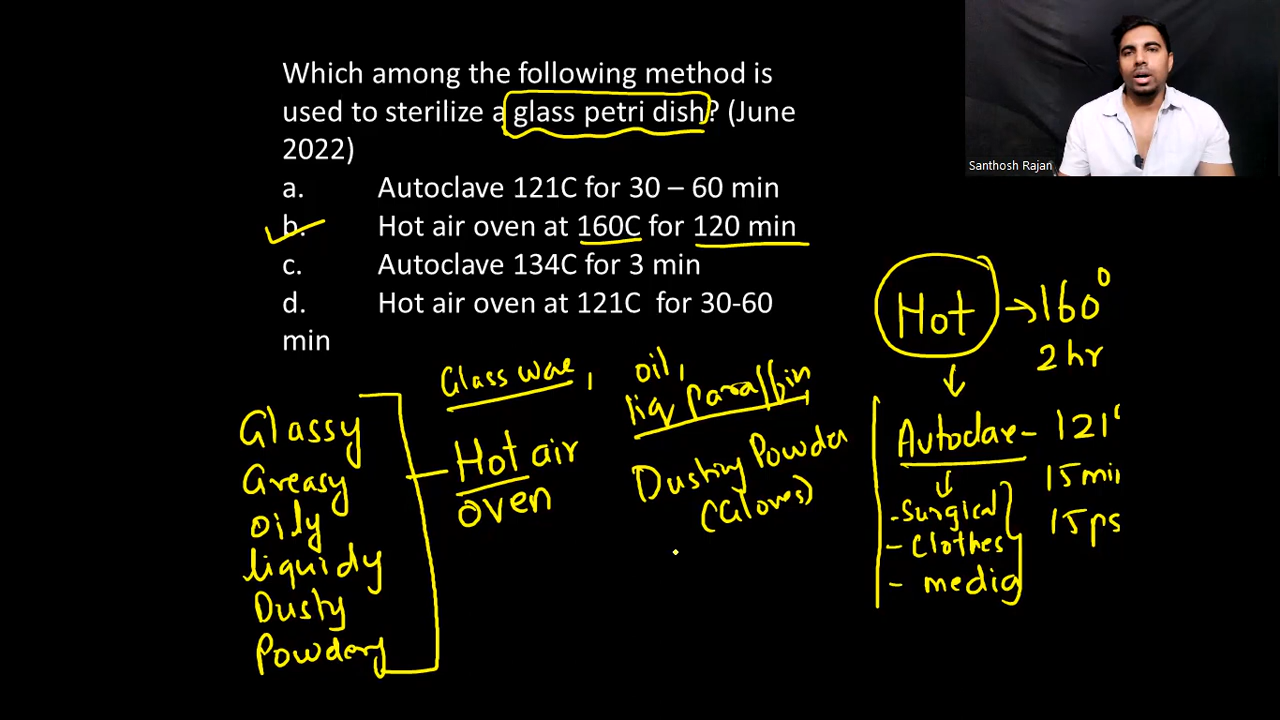 Which among the following method is
used to sterilize a glass petri dish? (June
2022)
a. Autoclave 121C for 30 – 60 min
b. Hot air oven at 160C for 120 min
c. Autoclave 134C for 3 min
d. Hot air oven at 121C for 30-60
min
Santhosh Rajan
Glass ware,
oil,
liq paraffin
Glassy
Greasy
oily
liquidy
Dusty
Powdery
Hot air
oven
Dusting Powder
(Gloves)
Hot → 160°
2 hr
Autoclave - 121°
15 min
15 ps
- Surgical
- Clothes
- media